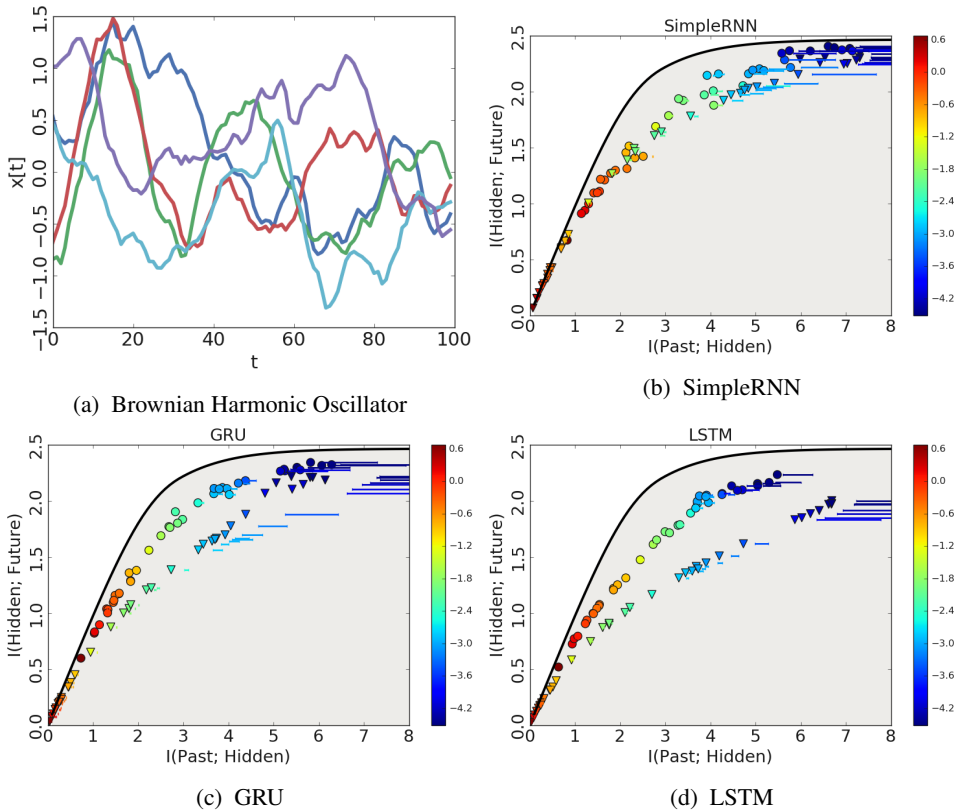 x[t]
1.5
1.0
0.5
0.0
−0.5
−1.0
−1.5
0 20 40 60 80 100
t
(a) Brownian Harmonic Oscillator
SimpleRNN
I(Hidden; Future)
2.5
2.0
1.5
1.0
0.5
0.0
0 1 2 3 4 5 6 7 8
I(Past; Hidden)
0.6
0.0
−0.6
−1.2
−1.8
−2.4
−3.0
−3.6
−4.2
(b) SimpleRNN
GRU
I(Hidden; Future)
2.5
2.0
1.5
1.0
0.5
0.0
0 1 2 3 4 5 6 7 8
I(Past; Hidden)
0.6
0.0
−0.6
−1.2
−1.8
−2.4
−3.0
−3.6
−4.2
(c) GRU
LSTM
I(Hidden; Future)
2.5
2.0
1.5
1.0
0.5
0.0
0 1 2 3 4 5 6 7 8
I(Past; Hidden)
0.6
0.0
−0.6
−1.2
−1.8
−2.4
−3.0
−3.6
−4.2
(d) LSTM